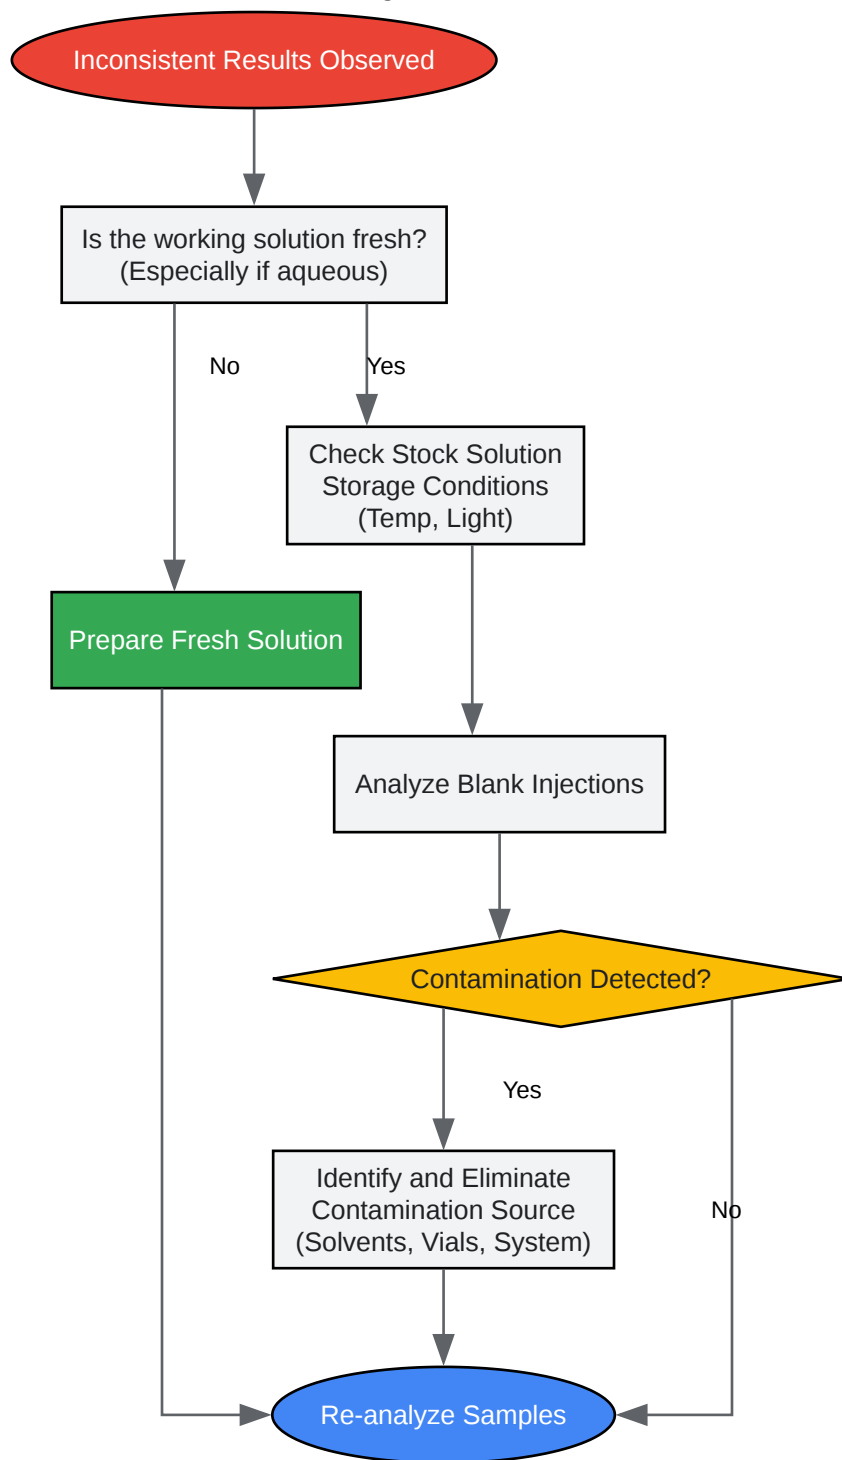 Inconsistent Results Observed
Is the working solution fresh?
(Especially if aqueous)
No
Yes
Check Stock Solution
Storage Conditions
(Temp, Light)
Prepare Fresh Solution
Analyze Blank Injections
Contamination Detected?
Yes
Identify and Eliminate
Contamination Source
(Solvents, Vials, System)
No
Re-analyze Samples